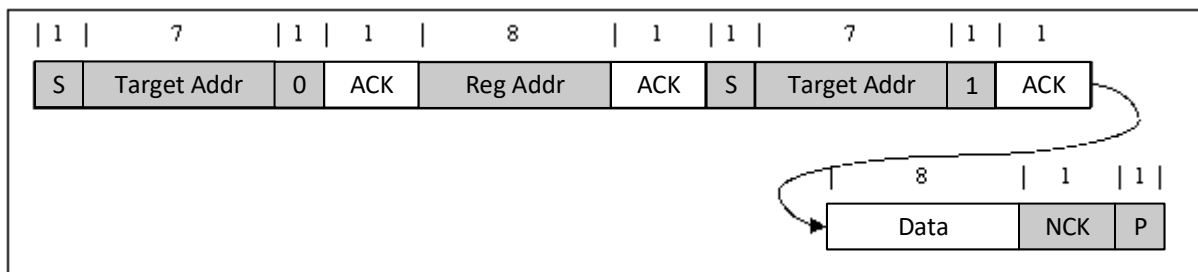 | 1 | 7 | 1 | 1 | 8 | 1 | 1 | 7 | 1 | 1
S Target Addr 0 ACK Reg Addr ACK S Target Addr 1 ACK
| 8 | 1 | 1 |
Data NCK P